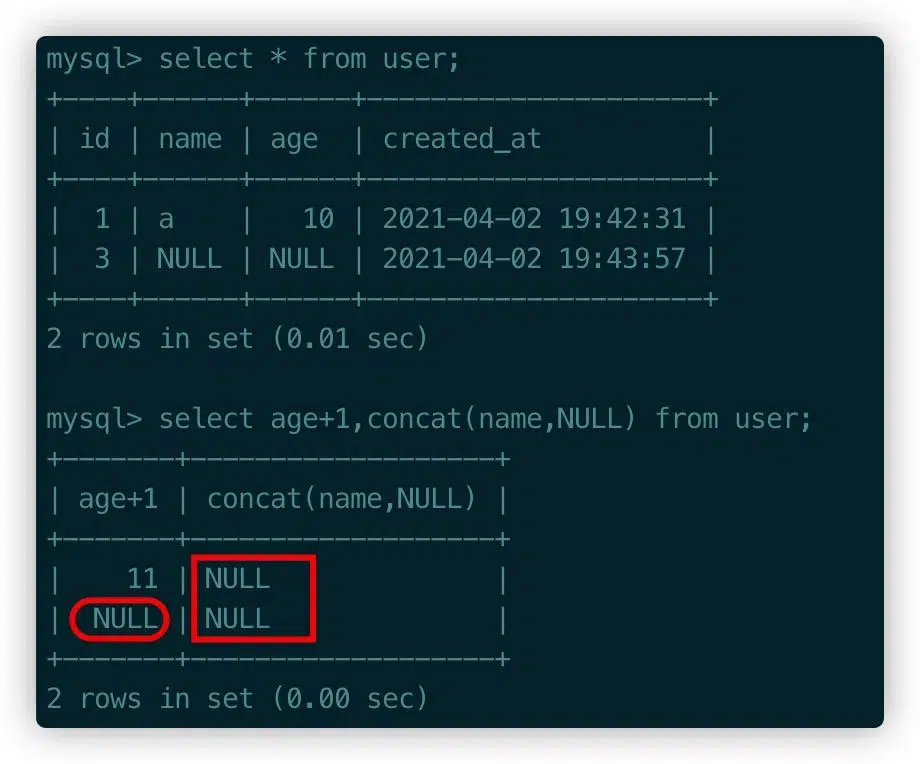 mysql> select * from user;
+----+------+------+---------------------+
| id | name | age  | created_at          |
+----+------+------+---------------------+
|  1 | a    |   10 | 2021-04-02 19:42:31 |
|  3 | NULL | NULL | 2021-04-02 19:43:57 |
+----+------+------+---------------------+
2 rows in set (0.01 sec)
mysql> select age+1,concat(name,NULL) from user;
+-------+-------------------+
| age+1 | concat(name,NULL) |
+-------+-------------------+
|    11 | NULL              |
|  NULL | NULL              |
+-------+-------------------+
2 rows in set (0.00 sec)